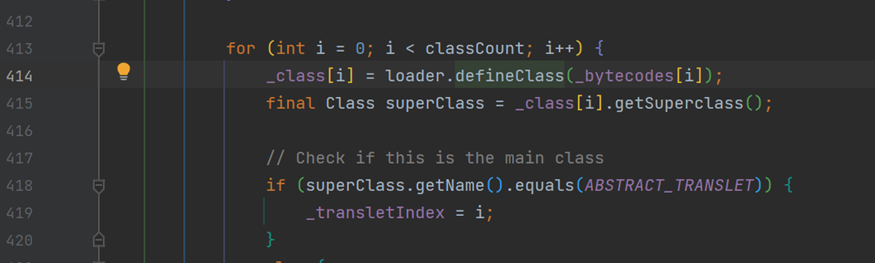 412
413 for (int i = 0; i < classCount; i++) {
414 _class[i] = loader.defineClass(_bytecodes[i]);
415 final Class superClass = _class[i].getSuperclass();
416
417 // Check if this is the main class
418 if (superClass.getName().equals(ABSTRACT_TRANSLET)) {
419 _transletIndex = i;
420 }